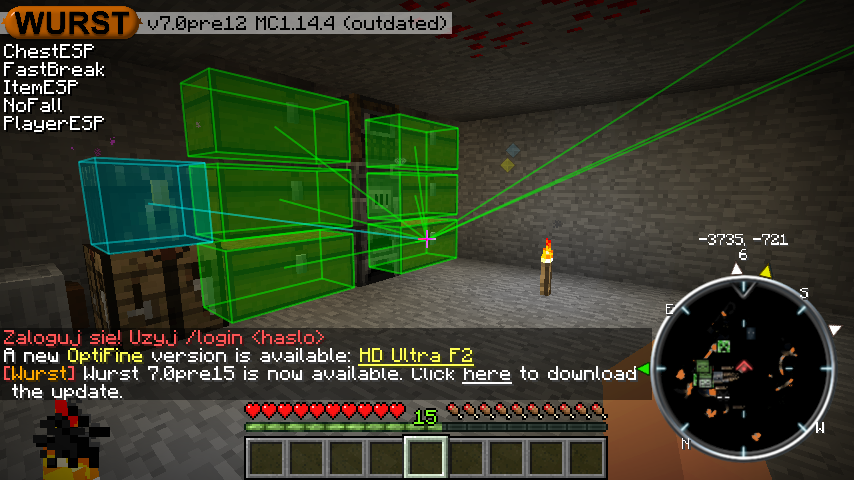 WURST v7.0pre12 MC1.14.4 (outdated)
ChestESP
FastBreak
ItemESP
NoFall
PlayerESP
-3735, -721
6
S
E
W
N
Zaloguj sie! Uzyj /login <haslo>
A new OptiFine version is available: HD Ultra F2
[Wurst] Wurst 7.0pre15 is now available. Click here to download
the update.
15